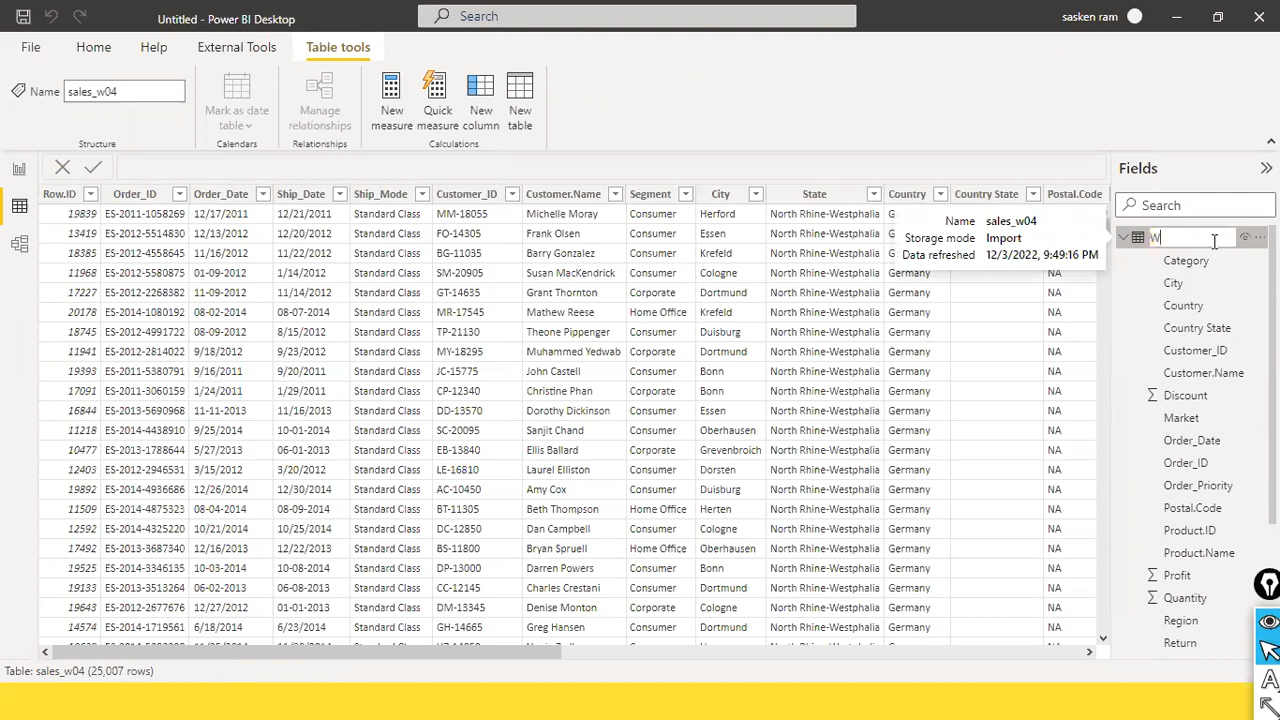 Untitled - Power BI Desktop
Search
sasken ram
File Home Help External Tools Table tools
Name sales_w04
Mark as date table
Manage relationships
New measure
Quick measure
New column
New table
Structure Calendars Relationships Calculations
Fields
Search
Row.ID Order_ID Order_Date Ship_Date Ship_Mode Customer_ID Customer.Name Segment City State Country Country State Postal.Code
19839 ES-2011-1058269 12/17/2011 12/21/2011 Standard Class MM-18055 Michelle Moray Consumer Herford North Rhine-Westphalia G
13419 ES-2012-5514830 12/13/2012 12/20/2012 Standard Class FO-14305 Frank Olsen Consumer Essen North Rhine-Westphalia
18385 ES-2012-4558645 11/16/2012 11/22/2012 Standard Class BG-11035 Barry Gonzalez Consumer Krefeld North Rhine-Westphalia
11968 ES-2012-5580875 01-09-2012 1/14/2012 Standard Class SM-20905 Susan MacKendrick Consumer Cologne North Rhine-Westphalia Germany NA
17227 ES-2012-2268382 11-09-2012 11/14/2012 Standard Class GT-14635 Grant Thornton Corporate Dortmund North Rhine-Westphalia Germany NA
20178 ES-2014-1080192 08-02-2014 08-07-2014 Standard Class MR-17545 Mathew Reese Home Office Krefeld North Rhine-Westphalia Germany NA
18745 ES-2012-4991722 08-09-2012 8/15/2012 Standard Class TP-21130 Theone Pippenger Consumer Duisburg North Rhine-Westphalia Germany NA
11941 ES-2012-2814022 9/18/2012 9/23/2012 Standard Class MY-18295 Muhammed Yedwab Corporate Dortmund North Rhine-Westphalia Germany NA
19393 ES-2011-5380791 9/16/2011 9/20/2011 Standard Class JC-15775 John Castell Consumer Bonn North Rhine-Westphalia Germany NA
17091 ES-2011-3060159 1/24/2011 1/29/2011 Standard Class CP-12340 Christine Phan Corporate Bonn North Rhine-Westphalia Germany NA
16844 ES-2013-5690968 11-11-2013 11/16/2013 Standard Class DD-13570 Dorothy Dickinson Consumer Essen North Rhine-Westphalia Germany NA
11218 ES-2014-4438910 9/25/2014 10-01-2014 Standard Class SC-20095 Sanjit Chand Consumer Oberhausen North Rhine-Westphalia Germany NA
10477 ES-2013-1788644 5/27/2013 06-01-2013 Standard Class EB-13840 Ellis Ballard Corporate Grevenbroich North Rhine-Westphalia Germany NA
12403 ES-2012-2946531 3/15/2012 3/20/2012 Standard Class LE-16810 Laurel Elliston Consumer Dorsten North Rhine-Westphalia Germany NA
19892 ES-2014-4936686 12/26/2014 12/30/2014 Standard Class AC-10450 Amy Cox Consumer Duisburg North Rhine-Westphalia Germany NA
11509 ES-2014-4875323 08-04-2014 08-09-2014 Standard Class BT-11305 Beth Thompson Home Office Herten North Rhine-Westphalia Germany NA
12592 ES-2014-4325220 10/21/2014 10/25/2014 Standard Class DC-12850 Dan Campbell Consumer Cologne North Rhine-Westphalia Germany NA
17492 ES-2013-3687340 12/16/2013 12/22/2013 Standard Class BS-11800 Bryan Spruell Home Office Oberhausen North Rhine-Westphalia Germany NA
19525 ES-2014-3346135 10-03-2014 10-08-2014 Standard Class DP-13000 Darren Powers Consumer Bonn North Rhine-Westphalia Germany NA
19133 ES-2013-3513264 06-02-2013 06-08-2013 Standard Class CC-12145 Charles Crestani Consumer Dortmund North Rhine-Westphalia Germany NA
19643 ES-2012-2677676 12/27/2012 01-01-2013 Standard Class DM-13345 Denise Monton Corporate Cologne North Rhine-Westphalia Germany NA
14574 ES-2014-1719561 6/18/2014 6/23/2014 Standard Class GH-14665 Greg Hansen Consumer Dortmund North Rhine-Westphalia Germany NA
Name sales_w04
Storage mode Import
Data refreshed 12/3/2022, 9:49:16 PM
W
Category
City
Country
Country State
Customer_ID
Customer.Name
Discount
Market
Order_Date
Order_ID
Order_Priority
Postal.Code
Product.ID
Product.Name
Profit
Quantity
Region
Return
Table: sales_w04 (25,007 rows)